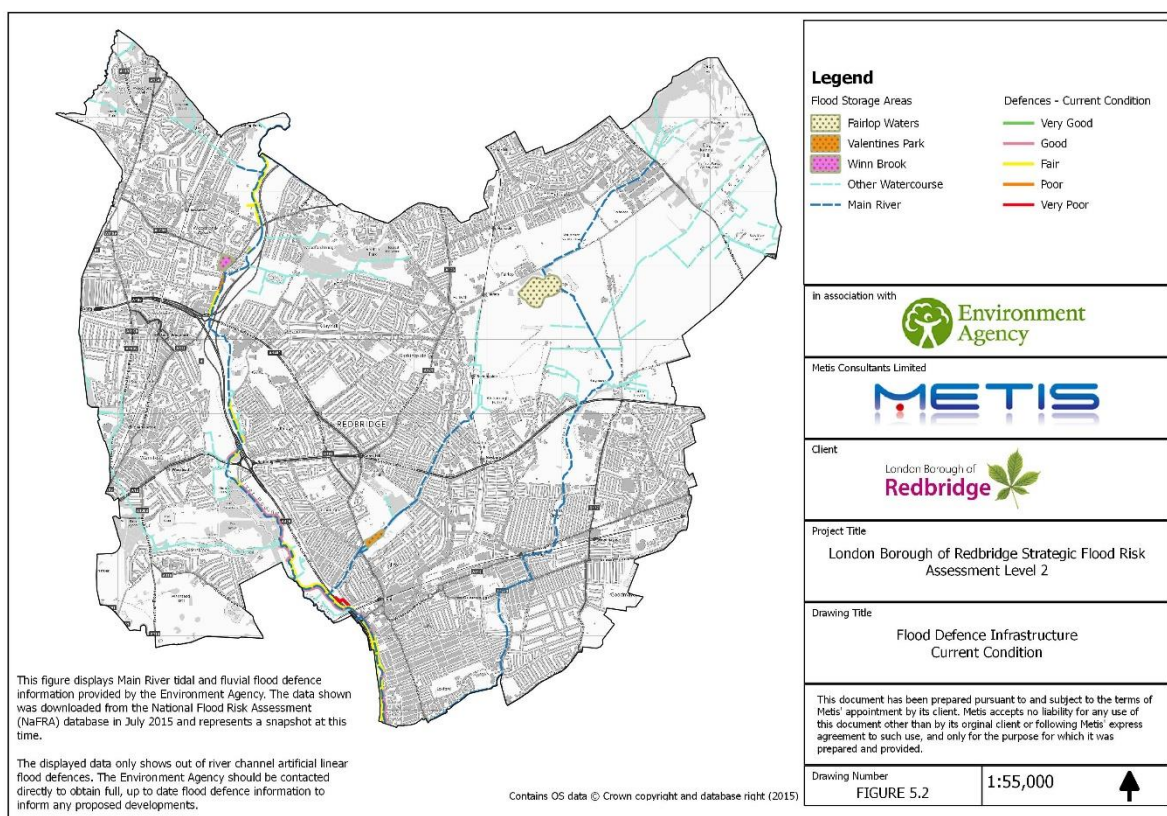 REDBRIDGE
This figure displays Main River tidal and fluvial flood defence
information provided by the Environment Agency. The data shown
was downloaded from the National Flood Risk Assessment
(NaFRA) database in July 2015 and represents a snapshot at this
time.
The displayed data only shows out of river channel artificial linear
flood defences. The Environment Agency should be contacted
directly to obtain full, up to date flood defence information to
inform any proposed developments.
Contains OS data © Crown copyright and database right (2015)
Legend
Flood Storage Areas
Fairlop Waters
Valentines Park
Winn Brook
Other Watercourse
Main River
Defences - Current Condition
Very Good
Good
Fair
Poor
Very Poor
in association with
Environment
Agency
Metis Consultants Limited
METIS
Client
London Borough of
Redbridge
Project Title
London Borough of Redbridge Strategic Flood Risk
Assessment Level 2
Drawing Title
Flood Defence Infrastructure
Current Condition
This document has been prepared pursuant to and subject to the terms of
Metis' appointment by its client. Metis accepts no liability for any use of
this document other than by its orginal client or following Metis' express
agreement to such use, and only for the purpose for which it was
prepared and provided.
Drawing Number
FIGURE 5.2
1:55,000